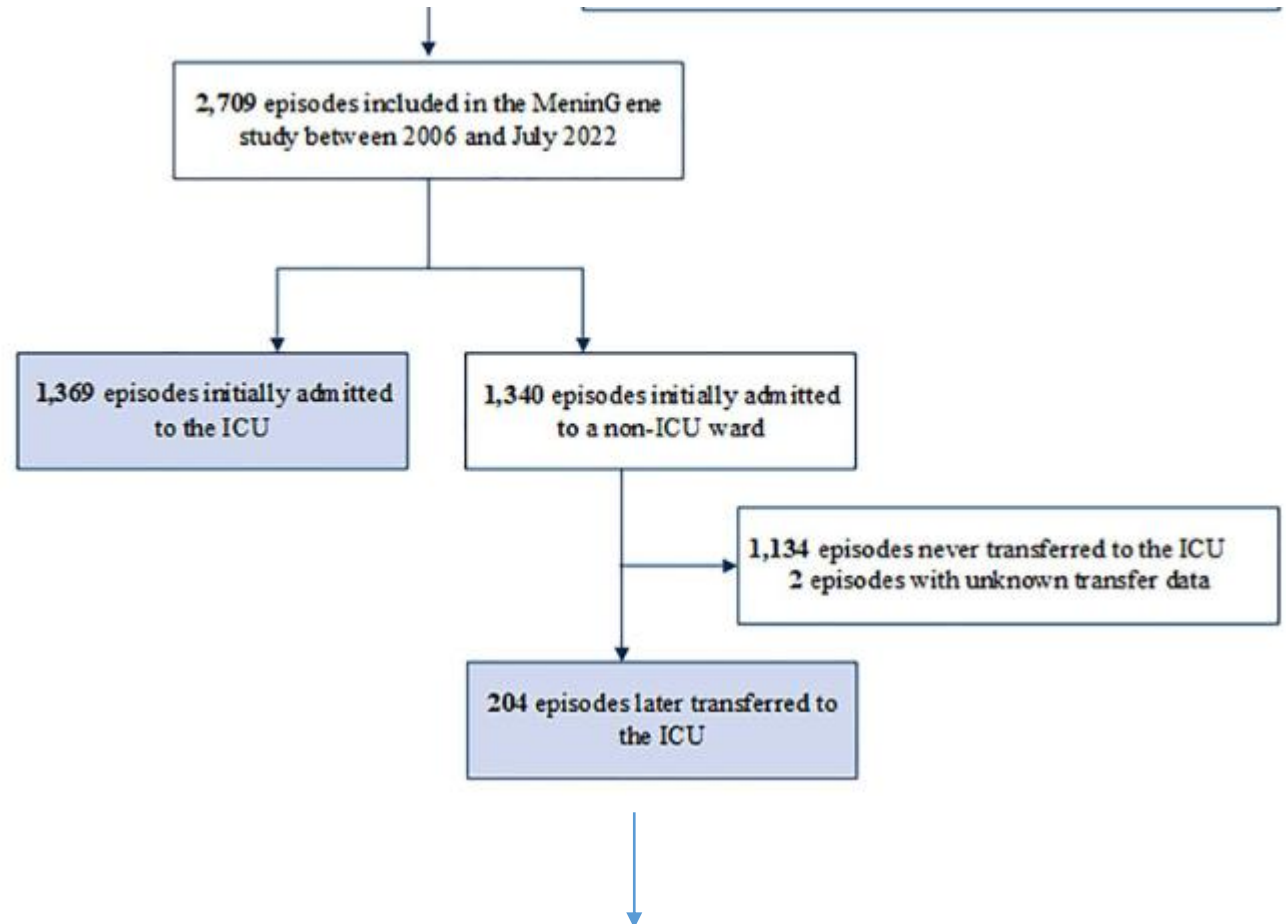 2,709 episodes included in the MeninGene
study between 2006 and July 2022
1,369 episodes initially admitted
to the ICU
1,340 episodes initially admitted
to a non-ICU ward
1,134 episodes never transferred to the ICU
2 episodes with unknown transfer data
204 episodes later transferred to
the ICU